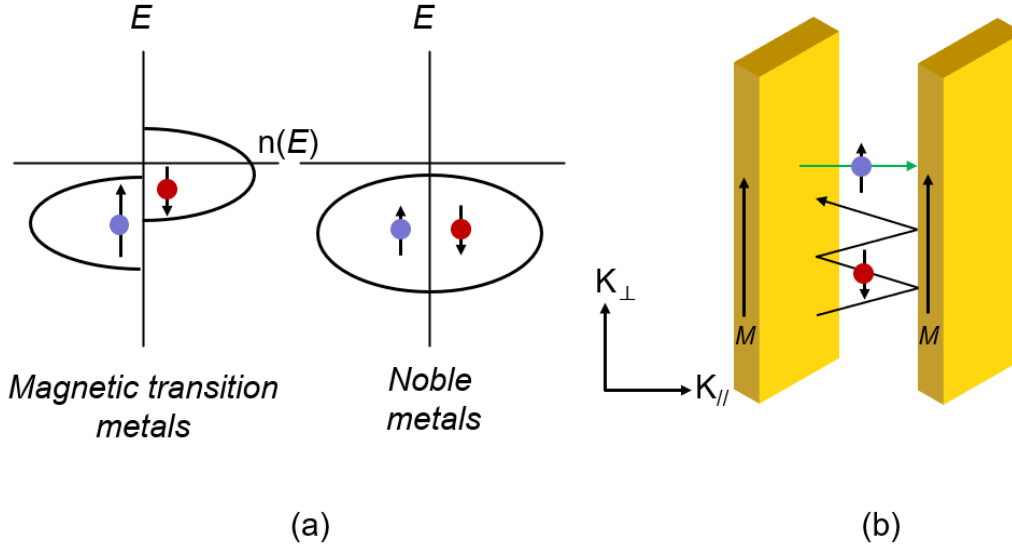 E
E
n(E)
Magnetic transition
metals
Noble
metals
K⊥
K//
M
M
(a)
(b)